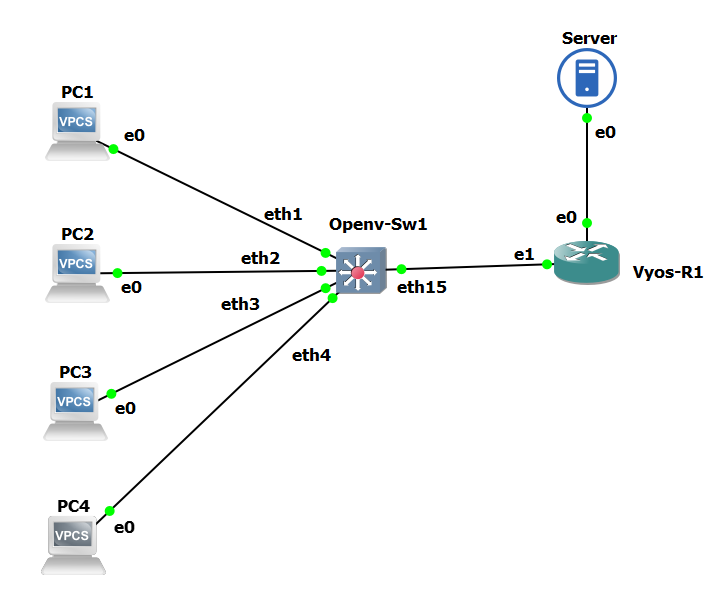 Server
PC1
VPCS
e0
e0
eth1
e0
Openv-Sw1
PC2
VPCS
e0
eth2
eth3
eth15
e1
Vyos-R1
eth4
PC3
VPCS
e0
PC4
VPCS
e0